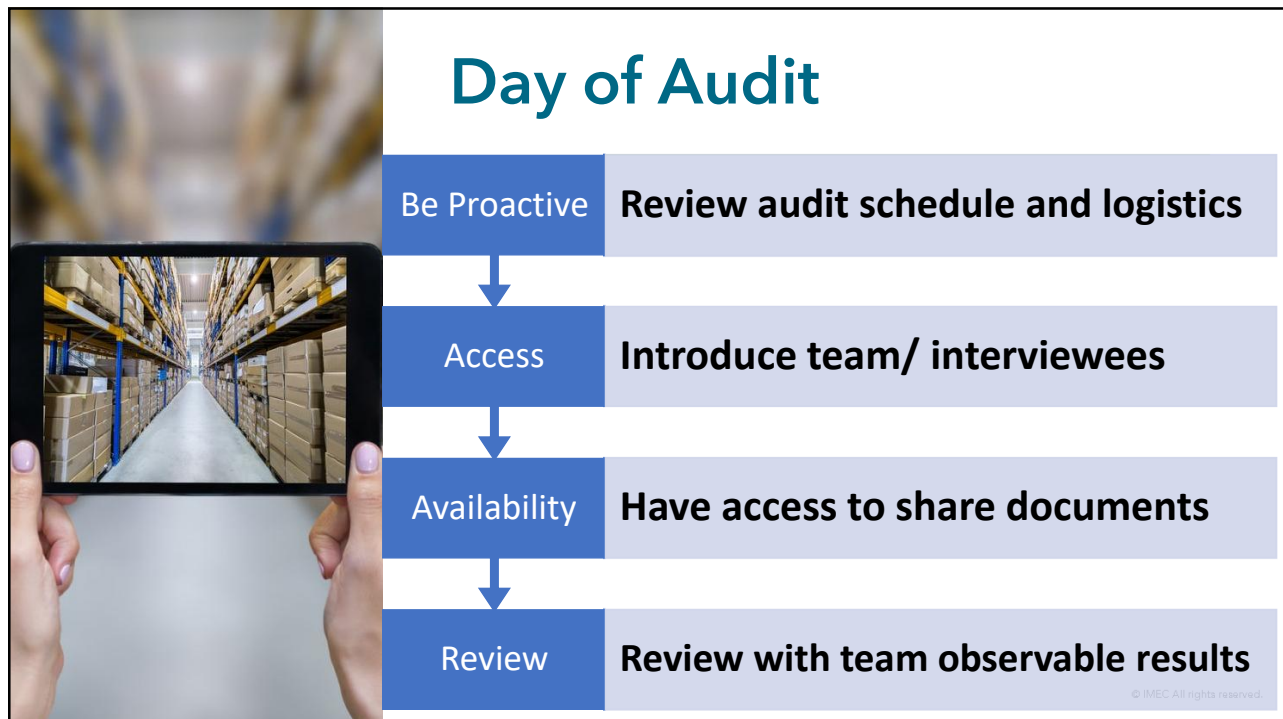 Day of Audit
Be Proactive
Review audit schedule and logistics
Access
Introduce team/ interviewees
Availability
Have access to share documents
Review
Review with team observable results
© IMEC All rights reserved.